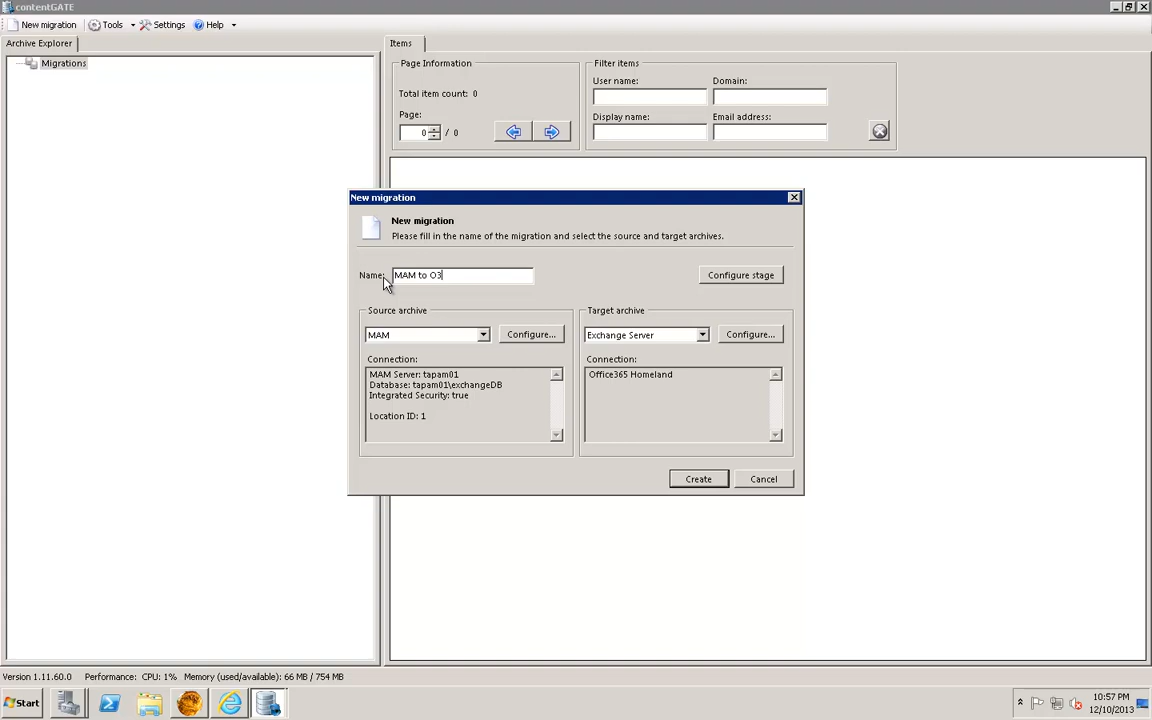 contentGATE
New migration
Tools
Settings
Help
Archive Explorer
Migrations
Items
Page Information
Total item count: 0
Page:
0 / 0
Filter items
User name:
Domain:
Display name:
Email address:
New migration
New migration
Please fill in the name of the migration and select the source and target archives.
Name:
MAM to O3
Configure stage
Source archive
MAM
Configure...
Connection:
MAM Server: tapam01
Database: tapam01\exchangeDB
Integrated Security: true
Location ID: 1
Target archive
Exchange Server
Configure...
Connection:
Office365 Homeland
Create
Cancel
Version 1.11.60.0 Performance: CPU: 1% Memory (used/available): 66 MB / 754 MB
Start
10:57 PM
12/10/2013